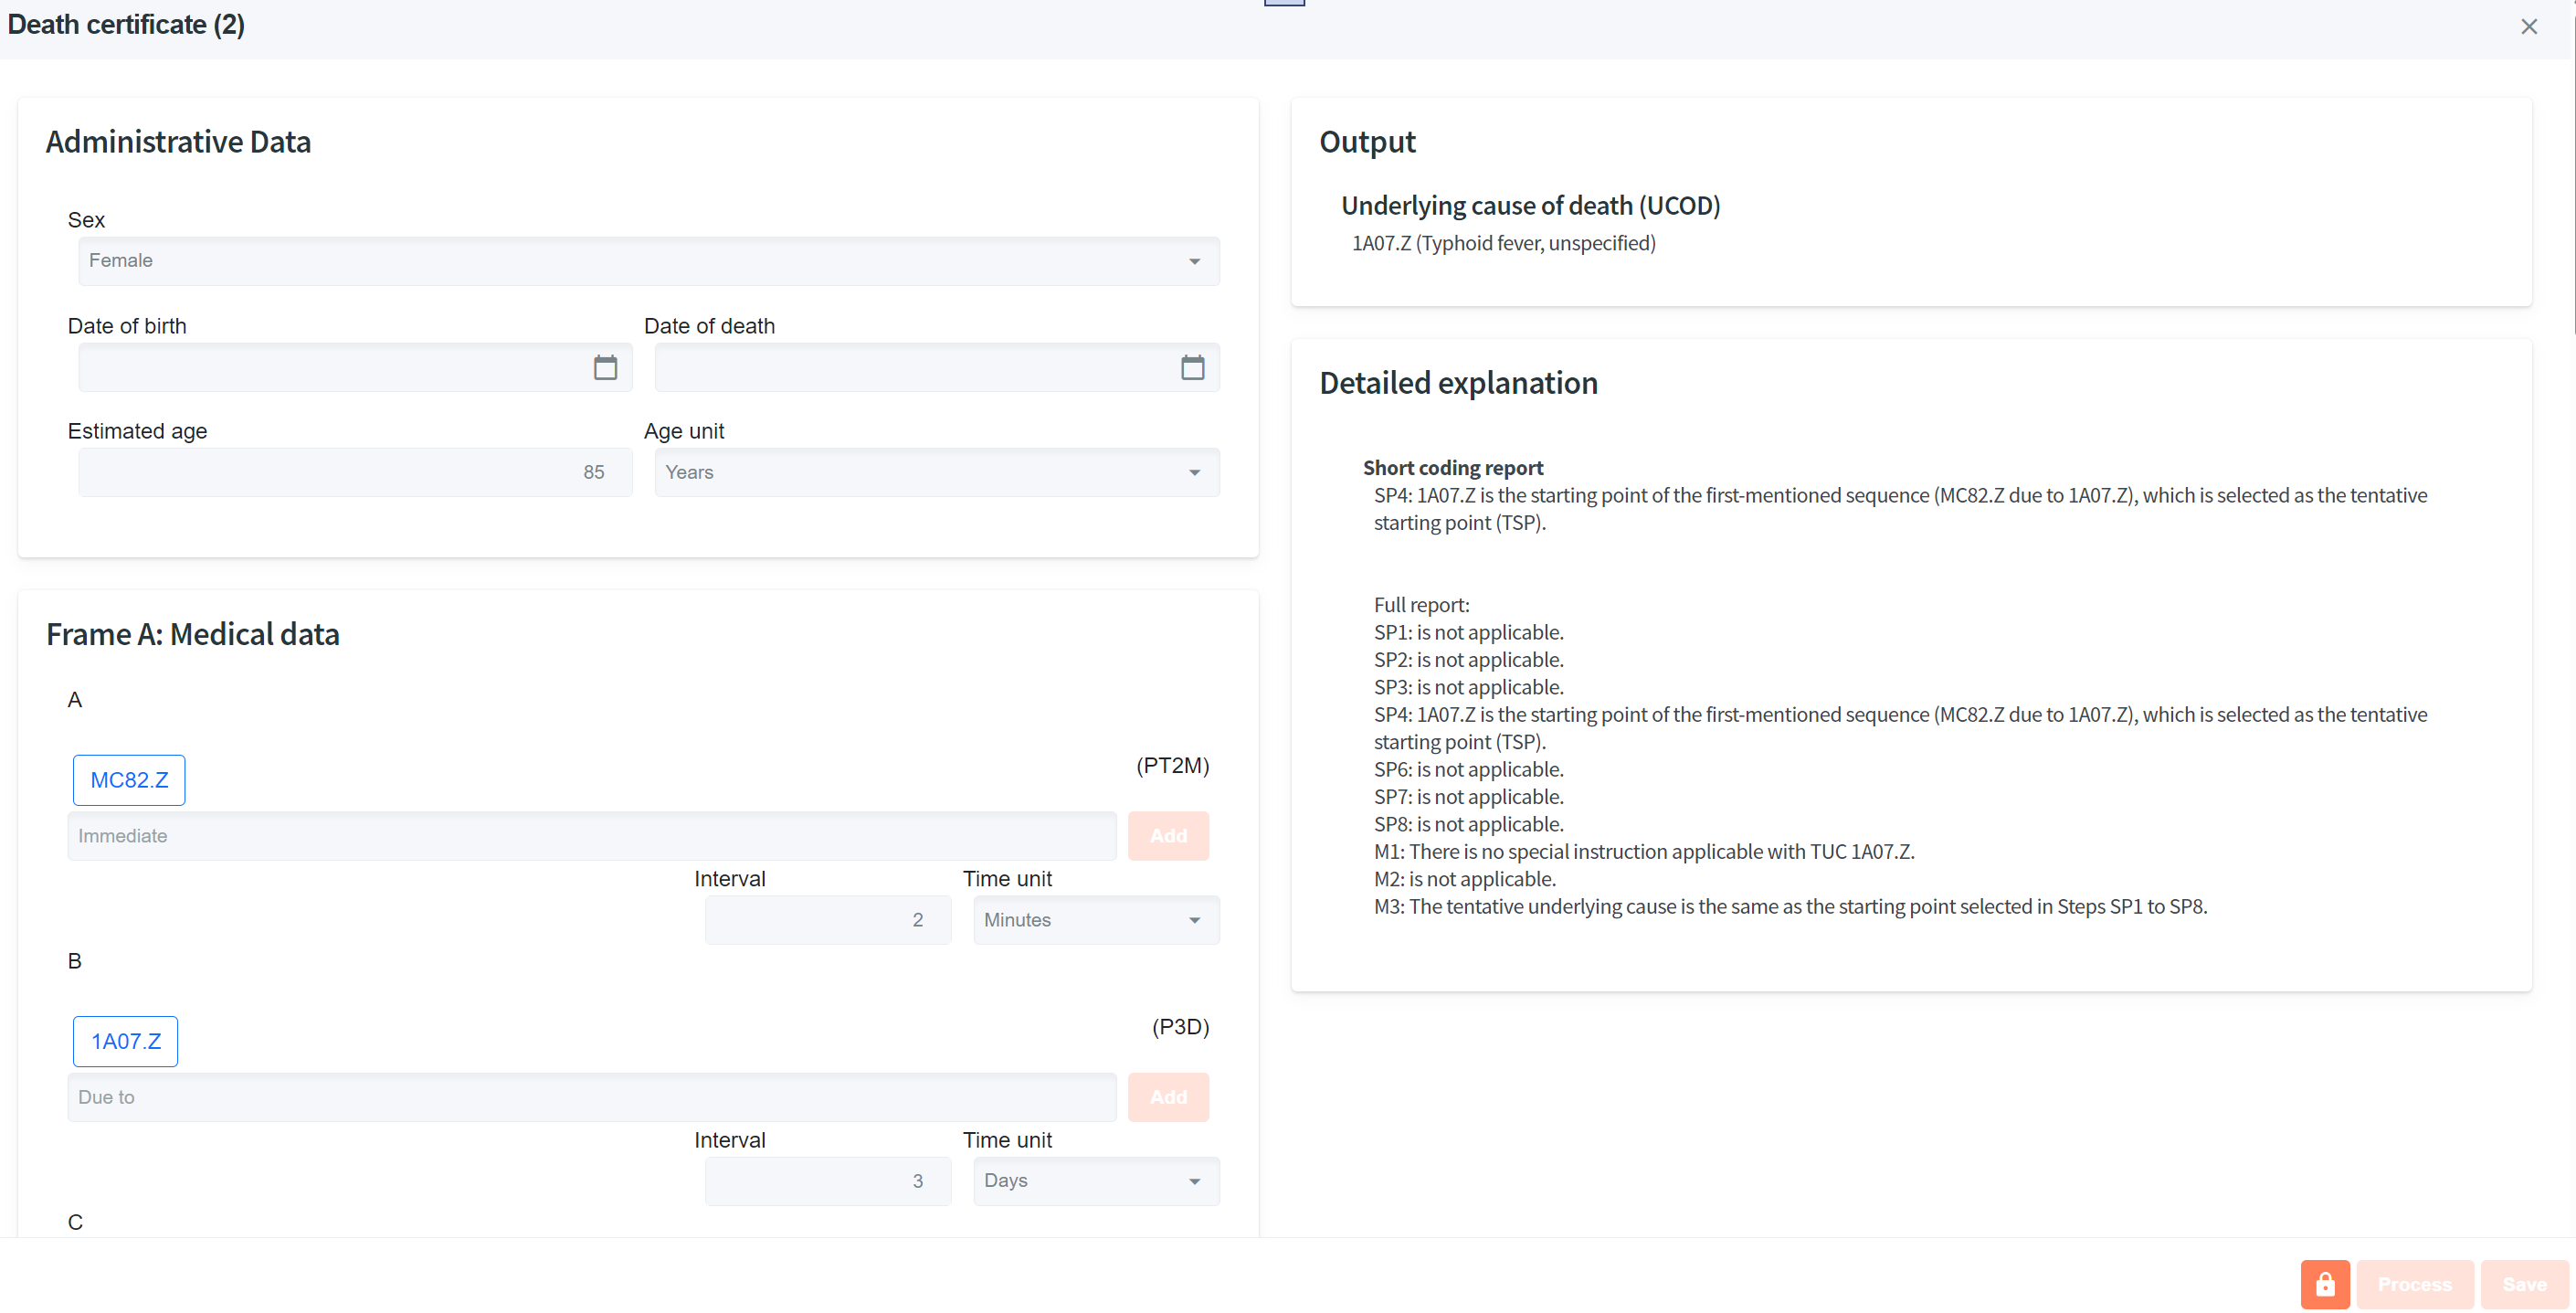 Death certificate (2)
Administrative Data
Sex
Female
Date of birth
Date of death
Estimated age
Age unit
85
Years
Frame A: Medical data
A
MC82.Z
(PT2M)
Immediate
Add
Interval
Time unit
2
Minutes
B
1A07.Z
(P3D)
Due to
Add
Interval
Time unit
3
Days
C
Output
Underlying cause of death (UCOD)
1A07.Z (Typhoid fever, unspecified)
Detailed explanation
Short coding report
SP4: 1A07.Z is the starting point of the first-mentioned sequence (MC82.Z due to 1A07.Z), which is selected as the tentative
starting point (TSP).
Full report:
SP1: is not applicable.
SP2: is not applicable.
SP3: is not applicable.
SP4: 1A07.Z is the starting point of the first-mentioned sequence (MC82.Z due to 1A07.Z), which is selected as the tentative
starting point (TSP).
SP6: is not applicable.
SP7: is not applicable.
SP8: is not applicable.
M1: There is no special instruction applicable with TUC 1A07.Z.
M2: is not applicable.
M3: The tentative underlying cause is the same as the starting point selected in Steps SP1 to SP8.
Process
Save